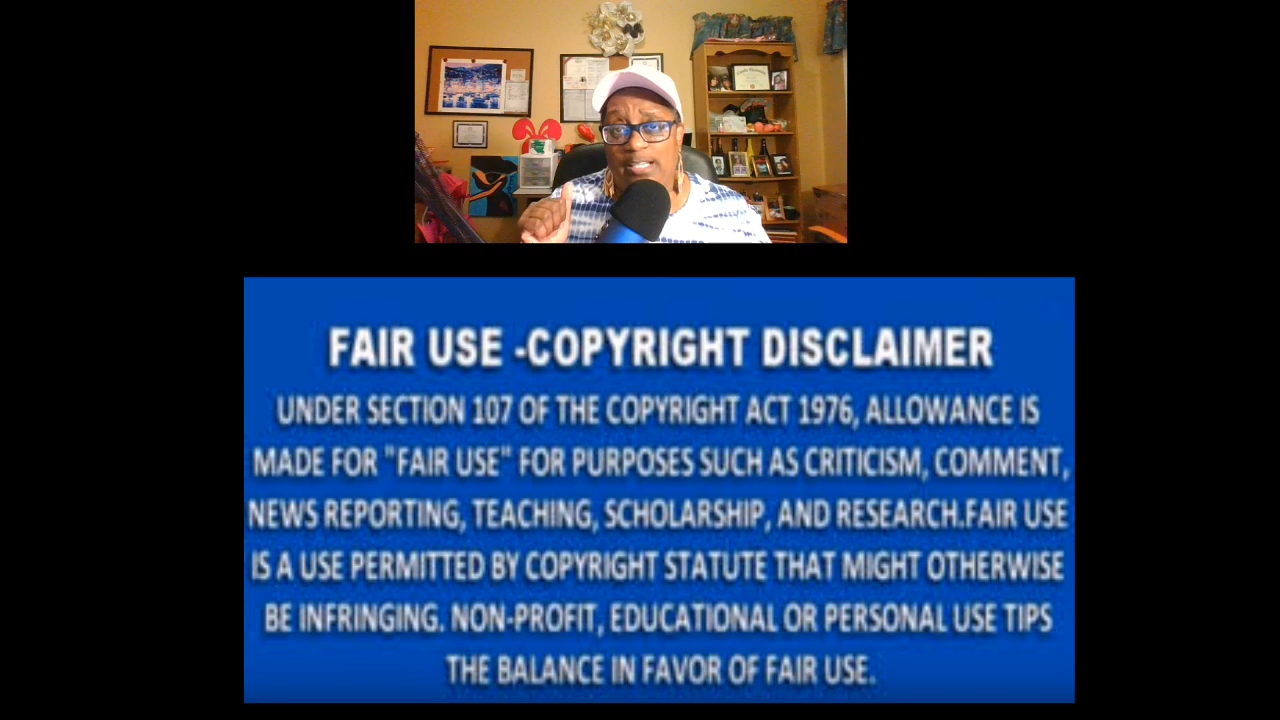 FAIR USE -COPYRIGHT DISCLAIMER
UNDER SECTION 107 OF THE COPYRIGHT ACT 1976, ALLOWANCE IS
MADE FOR "FAIR USE" FOR PURPOSES SUCH AS CRITICISM, COMMENT,
NEWS REPORTING, TEACHING, SCHOLARSHIP, AND RESEARCH.FAIR USE
IS A USE PERMITTED BY COPYRIGHT STATUTE THAT MIGHT OTHERWISE
BE INFRINGING. NON-PROFIT, EDUCATIONAL OR PERSONAL USE TIPS
THE BALANCE IN FAVOR OF FAIR USE.